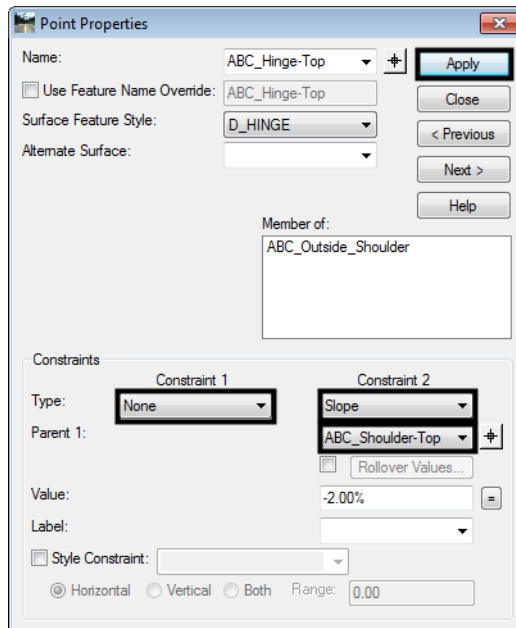 Point Properties
Name:
ABC_Hinge-Top
Apply
Use Feature Name Override:
ABC_Hinge-Top
Close
Surface Feature Style:
D_HINGE
< Previous
Alternate Surface:
Next >
Help
Member of:
ABC_Outside_Shoulder
Constraints
Constraint 1
Constraint 2
Type:
None
Slope
Parent 1:
ABC_Shoulder-Top
Rollover Values...
Value:
-2.00%
=
Label:
Style Constraint:
Horizontal
Vertical
Both
Range:
0.00